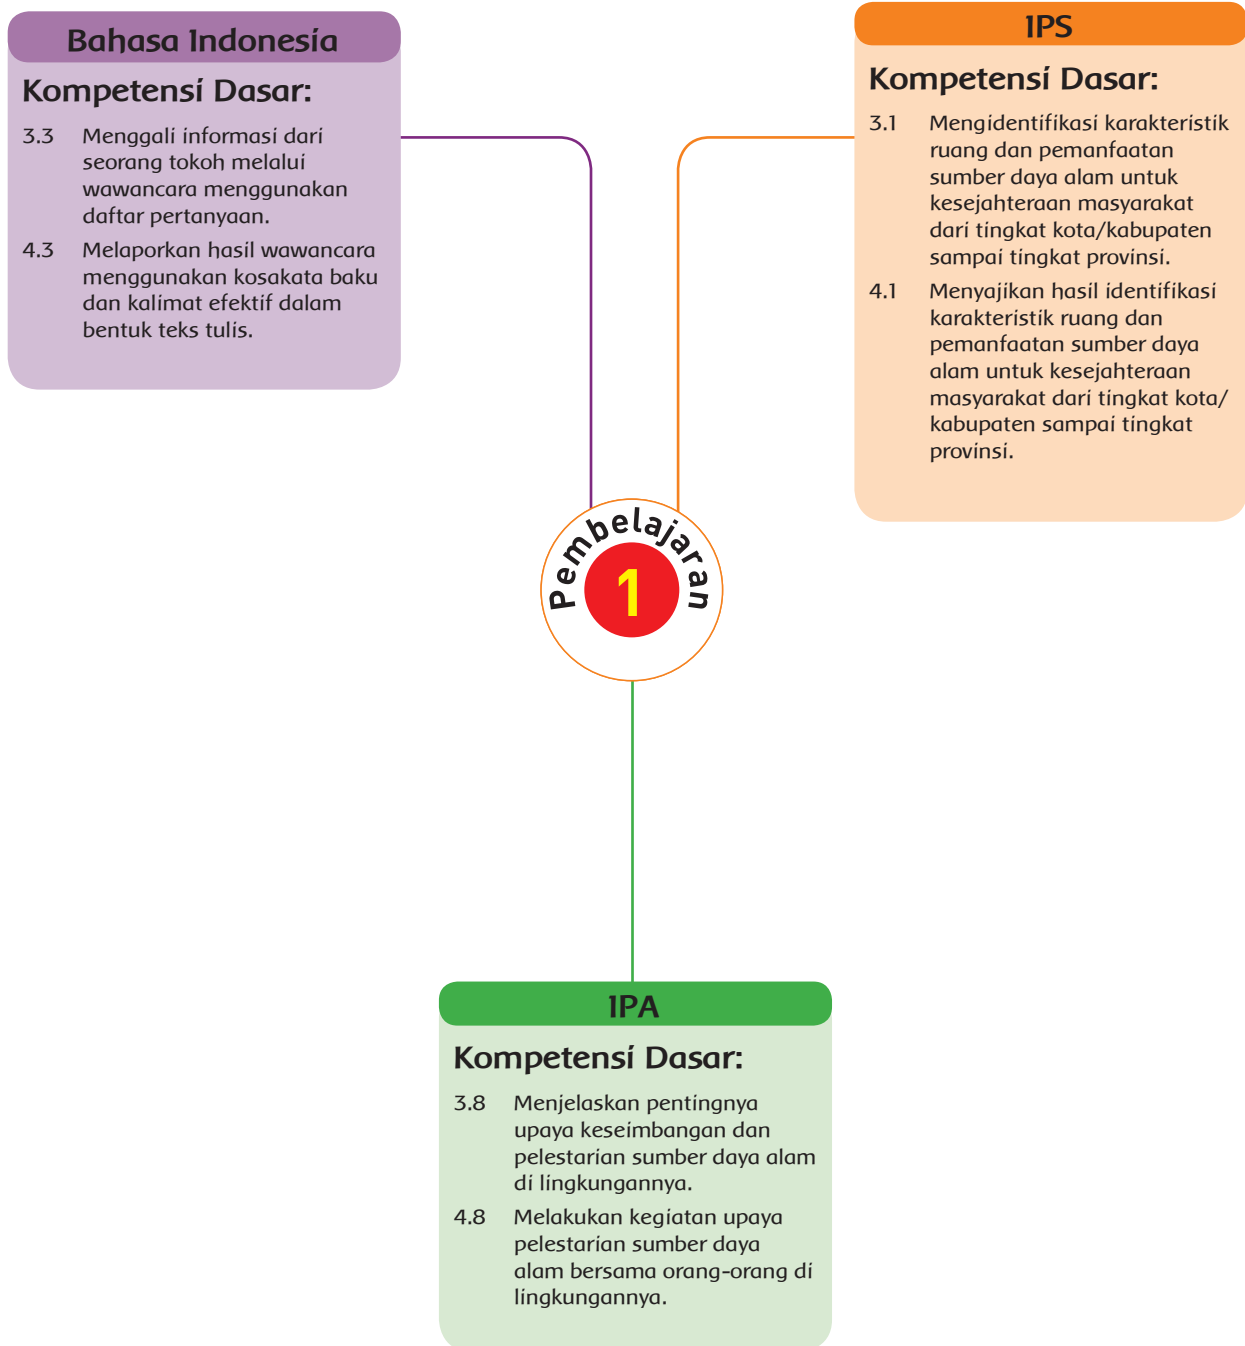 Bahasa Indonesia
Kompetensi Dasar:
3.3 Menggali informasi dari
seorang tokoh melalui
wawancara menggunakan
daftar pertanyaan.
4.3 Melaporkan hasil wawancara
menggunakan kosakata baku
dan kalimat efektif dalam
bentuk teks tulis.
IPS
Kompetensi Dasar:
3.1 Mengidentifikasi karakteristik
ruang dan pemanfaatan
sumber daya alam untuk
kesejahteraan masyarakat
dari tingkat kota/kabupaten
sampai tingkat provinsi.
4.1 Menyajikan hasil identifikasi
karakteristik ruang dan
pemanfaatan sumber daya
alam untuk kesejahteraan
masyarakat dari tingkat kota/
kabupaten sampai tingkat
provinsi.
Pembelajaran
1
IPA
Kompetensi Dasar:
3.8 Menjelaskan pentingnya
upaya keseimbangan dan
pelestarian sumber daya alam
di lingkungannya.
4.8 Melakukan kegiatan upaya
pelestarian sumber daya
alam bersama orang-orang di
lingkungannya.